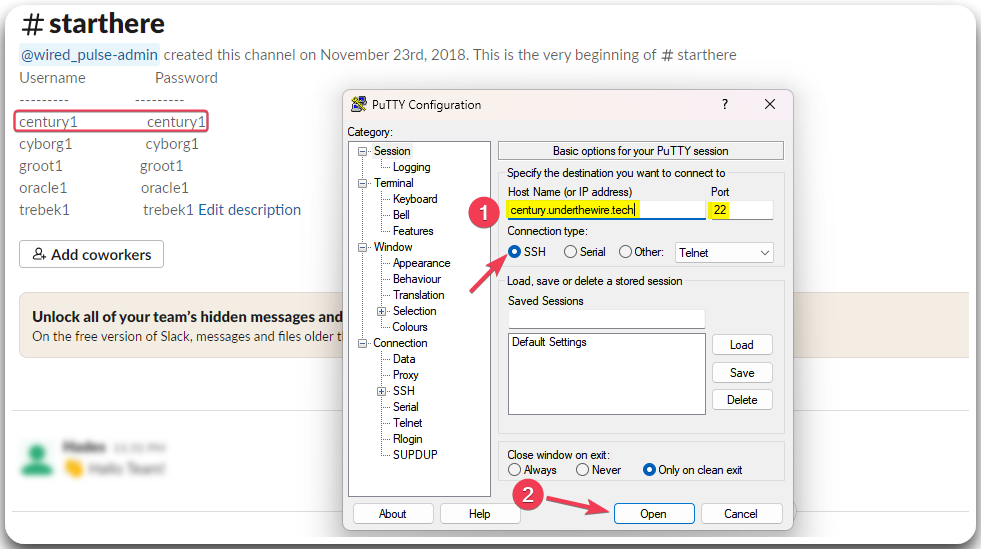 # starthere
@wired_pulse-admin created this channel on November 23rd, 2018. This is the very beginning of # starthere
Username Password
--------- ---------
century1 century1
cyborg1 cyborg1
groot1 groot1
oracle1 oracle1
trebek1 trebek1 Edit description
Add coworkers
Unlock all of your team's hidden messages and
On the free version of Slack, messages and files older t
Hello Team!
PuTTY Configuration ?
Category:
Session
Logging
Terminal
Keyboard
Bell
Features
Window
Appearance
Behaviour
Translation
Selection
Colours
Connection
Data
Proxy
SSH
Serial
Telnet
Rlogin
SUPDUP
Basic options for your PuTTY session
Specify the destination you want to connect to
Host Name (or IP address) Port
1 century.underthewire.tech 22
Connection type:
SSH Serial Other: Telnet
Load, save or delete a stored session
Saved Sessions
Default Settings
Load
Save
Delete
Close window on exit:
Always Never Only on clean exit
2
About Help Open Cancel